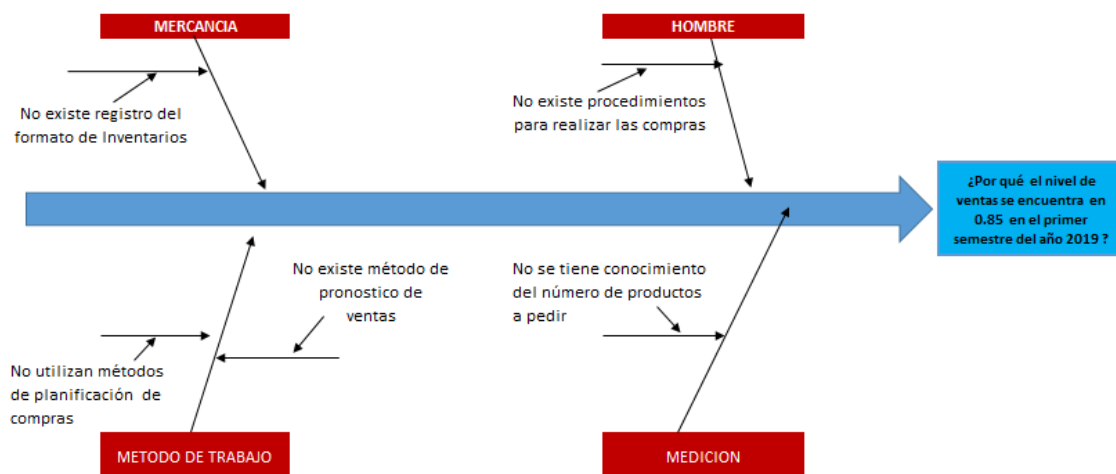 MERCANCIA
HOMBRE
No existe registro del
formato de Inventarios
No existe procedimientos
para realizar las compras
¿Por qué el nivel de
ventas se encuentra en
0.85 en el primer
semestre del año 2019 ?
No existe método de
pronostico de
ventas
No se tiene conocimiento
del número de productos
a pedir
No utilizan métodos
de planificación de
compras
METODO DE TRABAJO
MEDICION